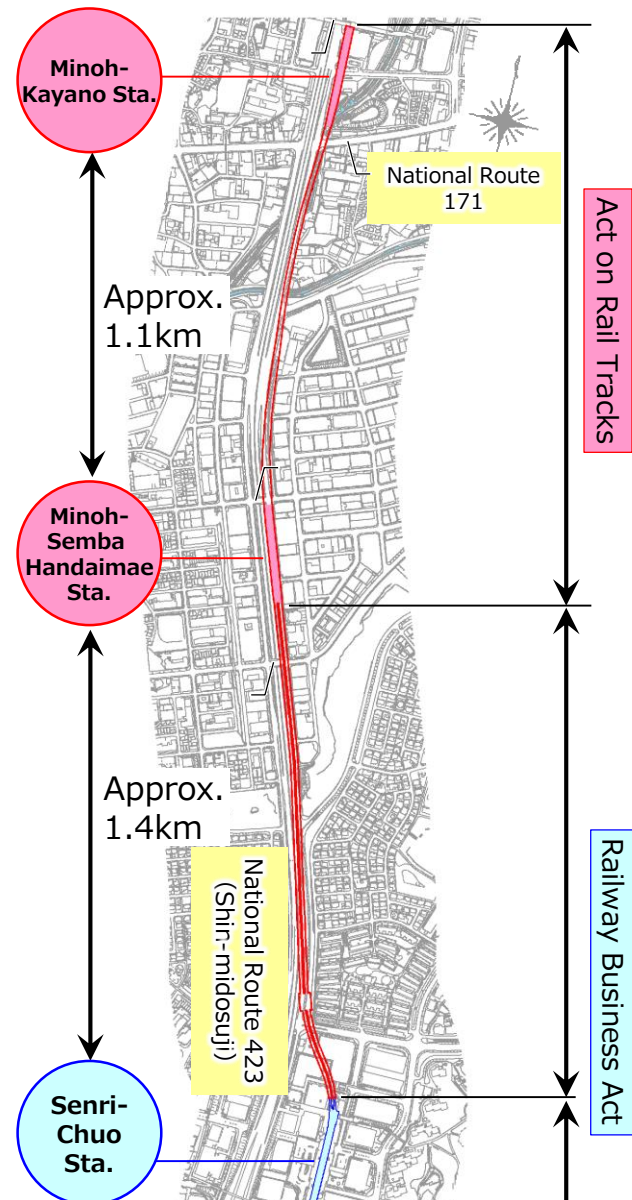 Minoh-
Kayano Sta.
National Route
171
Act on Rail Tracks
Approx.
1.1km
Minoh-
Semba
Handaimae
Sta.
Approx.
1.4km
National Route 423
(Shin-midosuji)
Railway Business Act
Senri-
Chuo
Sta.